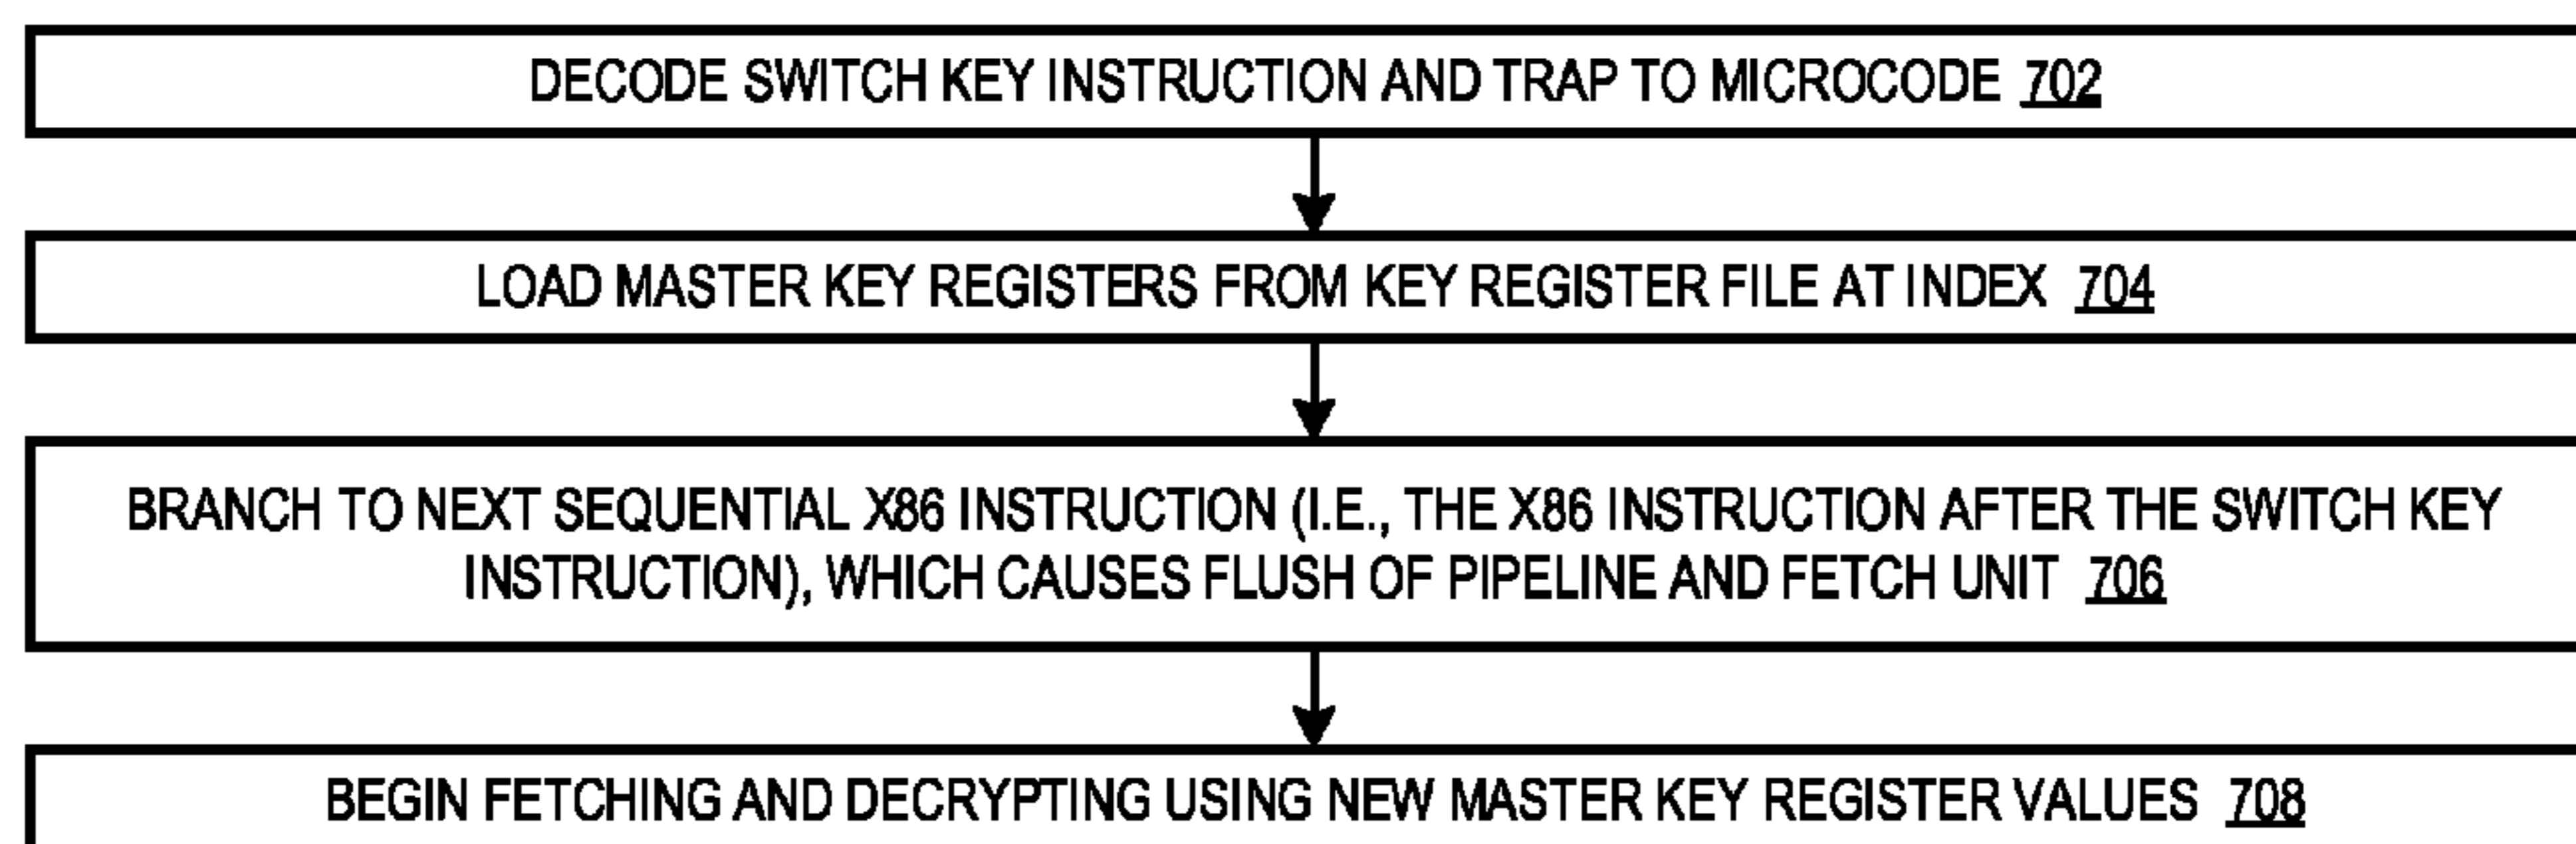 DECODE SWITCH KEY INSTRUCTION AND TRAP TO MICROCODE 702
LOAD MASTER KEY REGISTERS FROM KEY REGISTER FILE AT INDEX 704
BRANCH TO NEXT SEQUENTIAL X86 INSTRUCTION (I.E., THE X86 INSTRUCTION AFTER THE SWITCH KEY
INSTRUCTION), WHICH CAUSES FLUSH OF PIPELINE AND FETCH UNIT 706
BEGIN FETCHING AND DECRYPTING USING NEW MASTER KEY REGISTER VALUES 708